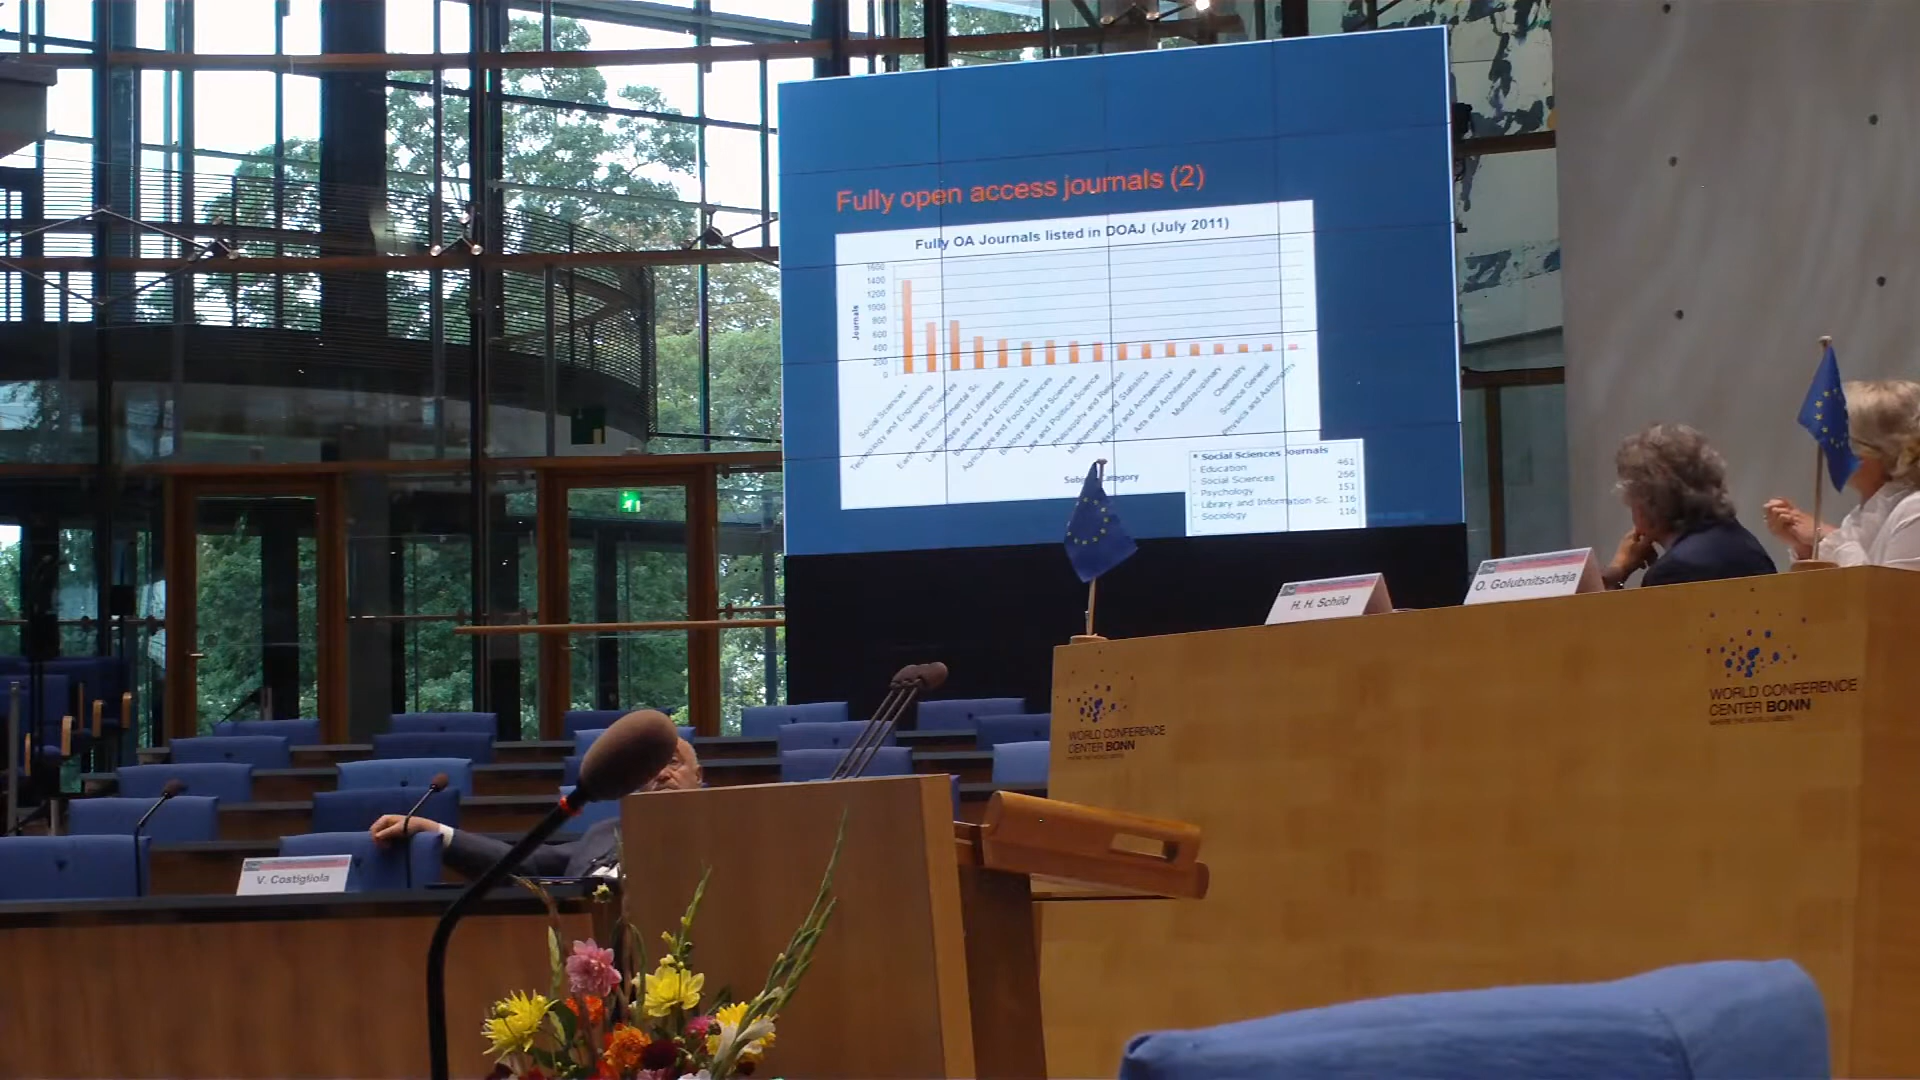 Fully open access journals (2)
Fully OA Journals listed in DOAJ (July 2011)
Journals
1600
1400
1200
1000
800
600
400
200
0
Social Sciences *
Technology and Engineering
Health Sciences
Earth and Environmental Sc.
Languages and Literatures
Business and Economics
Agriculture and Food Sciences
Biology and Life Sciences
Law and Political Science
Philosophy and Religion
Mathematics and Statistics
History and Archaeology
Arts and Architecture
Multidisciplinary
Chemistry
Science General
Physics and Astronomy
Category
* Social Sciences Journals
- Education 461
- Social Sciences 256
- Psychology 151
- Library and Information Sc. 116
- Sociology 116
H. H. Schild
O. Golubnitschaja
V. Costigliola
WORLD CONFERENCE
CENTER BONN
WORLD CONFERENCE
CENTER BONN